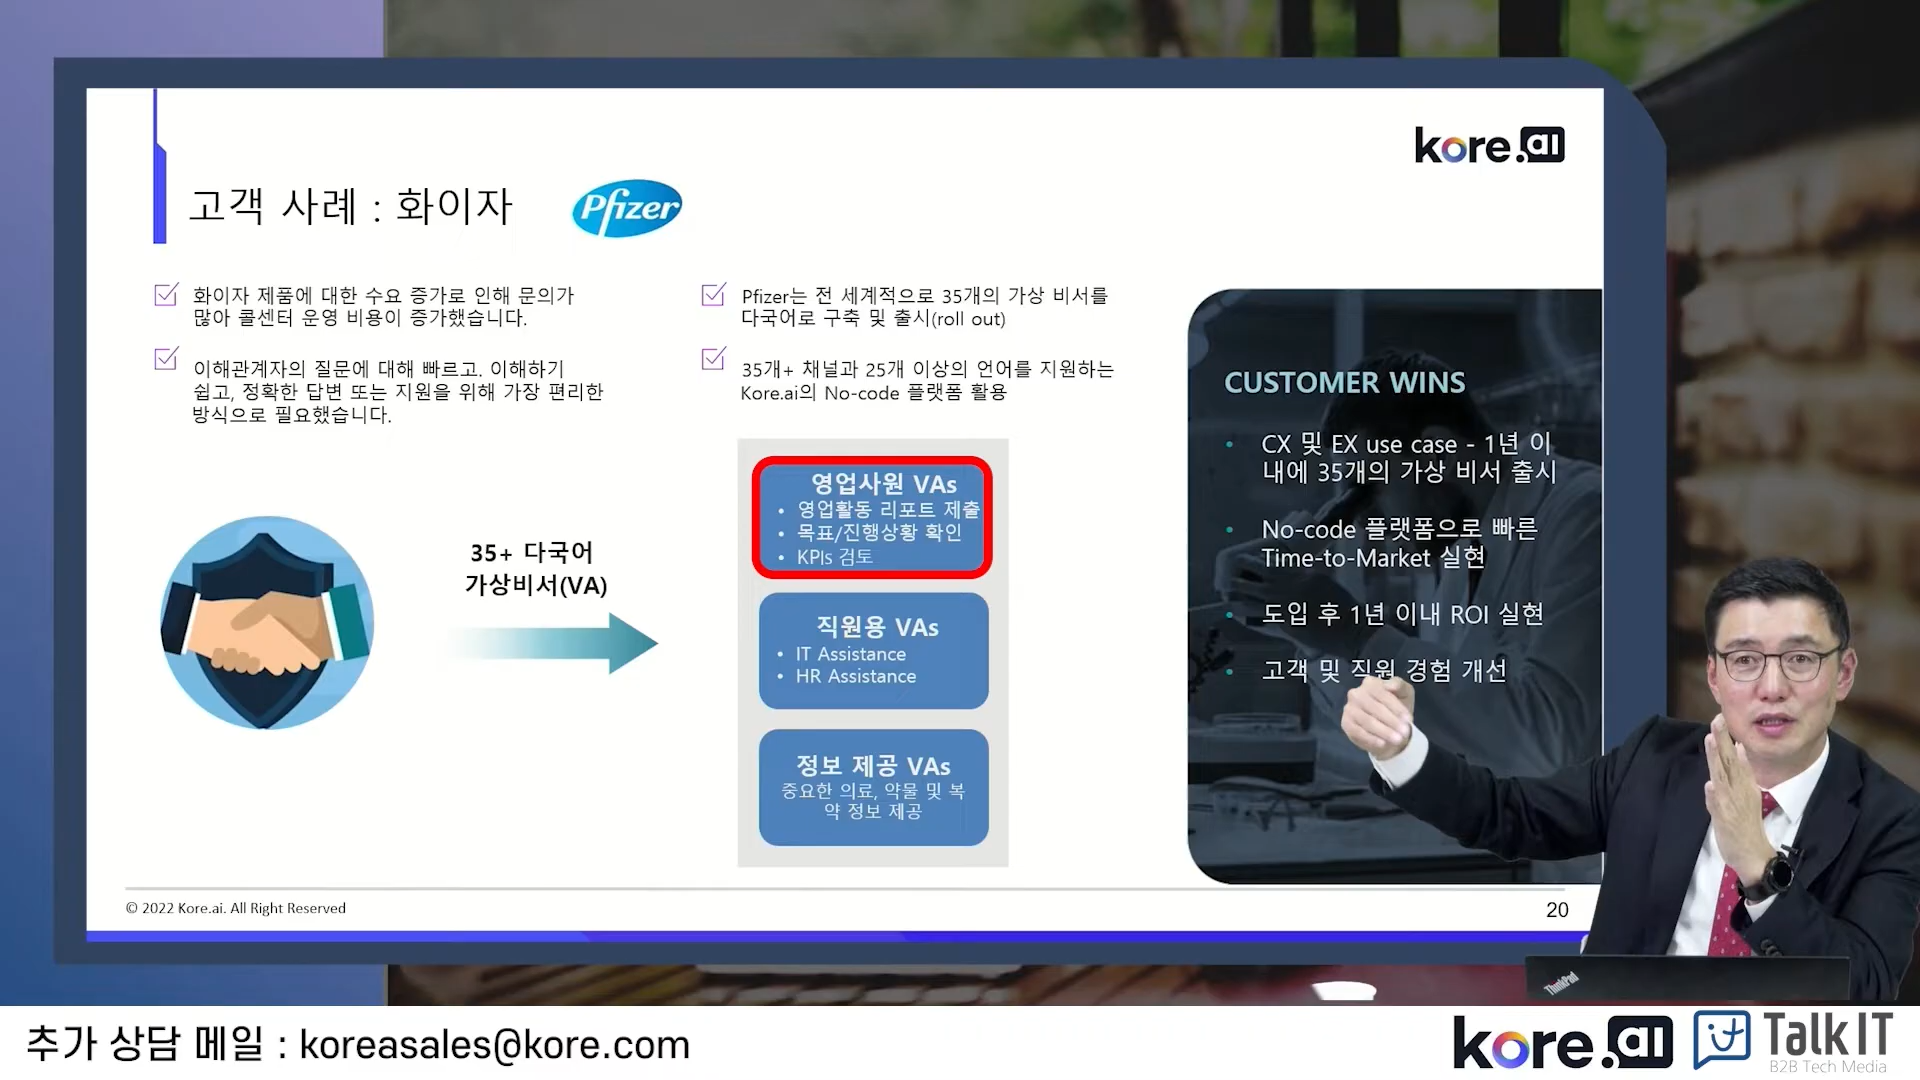 kore.ai
고객 사례 : 화이자
Pfizer
화이자 제품에 대한 수요 증가로 인해 문의가
많아 콜센터 운영 비용이 증가했습니다.
이해관계자의 질문에 대해 빠르고. 이해하기
쉽고, 정확한 답변 또는 지원을 위해 가장 편리한
방식으로 필요했습니다.
Pfizer는 전 세계적으로 35개의 가상 비서를
다국어로 구축 및 출시(roll out)
35개+ 채널과 25개 이상의 언어를 지원하는
Kore.ai의 No-code 플랫폼 활용
35+ 다국어
가상비서(VA)
영업사원 VAs
• 영업활동 리포트 제출
• 목표/진행상황 확인
• KPIs 검토
직원용 VAs
• IT Assistance
• HR Assistance
정보 제공 VAs
중요한 의료, 약물 및 복
약 정보 제공
CUSTOMER WINS
• CX 및 EX use case - 1년 이
내에 35개의 가상 비서 출시
• No-code 플랫폼으로 빠른
Time-to-Market 실현
• 도입 후 1년 이내 ROI 실현
• 고객 및 직원 경험 개선
© 2022 Kore.ai. All Right Reserved
20
ThinkPad
추가 상담 메일 : koreasales@kore.com
kore.ai
TalkIT
B2B Tech Media